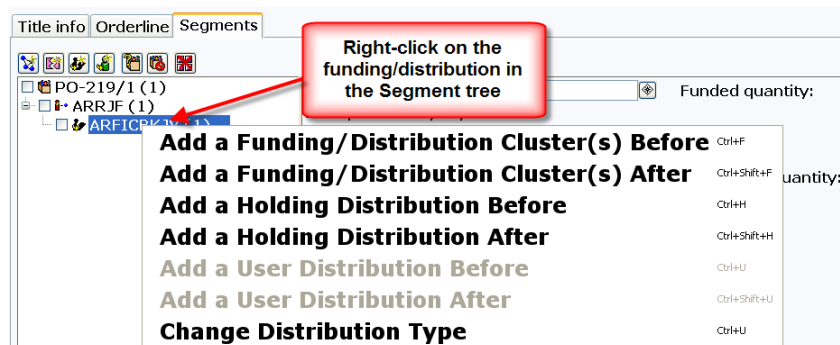 Title info Orderline Segments
Right-click on the
funding/distribution in
the Segment tree
PO-219/1 (1)
Funded quantity:
ARRJF (1)
Add a Funding/Distribution Cluster(s) Before Ctrl+F
Add a Funding/Distribution Cluster(s) After Ctrl+Shift+F
uantity:
Add a Holding Distribution Before Ctrl+H
Add a Holding Distribution After Ctrl+Shift+H
Add a User Distribution Before Ctrl+U
Add a User Distribution After Ctrl+Shift+U
Change Distribution Type Ctrl+U